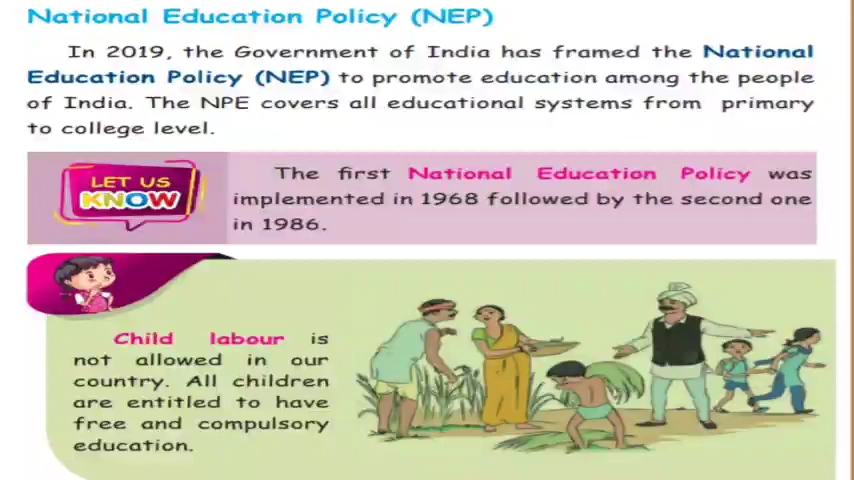 National Education Policy (NEP)
In 2019, the Government of India has framed the National
Education Policy (NEP) to promote education among the people
of India. The NPE covers all educational systems from primary
to college level.
LET US
KNOW
The first National Education Policy was
implemented in 1968 followed by the second one
in 1986.
Child labour is
not allowed in our
country. All children
are entitled to have
free and compulsory
education.